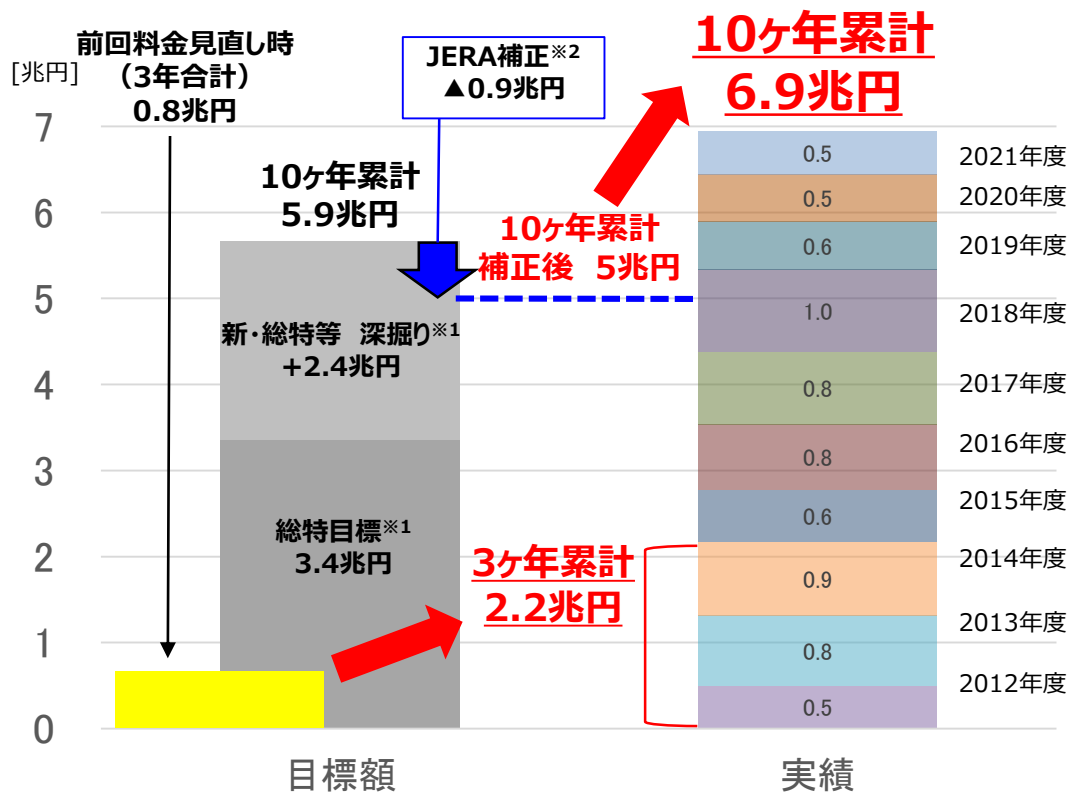 前回料金見直し時
（3年合計）
0.8兆円
[兆円]
JERA補正※2
▲0.9兆円
10ヶ年累計
6.9兆円
10ヶ年累計
5.9兆円
10ヶ年累計
補正後 5兆円
新・総特等 深掘り※1
+2.4兆円
総特目標※1
3.4兆円
3ヶ年累計
2.2兆円
7
6
5
4
3
2
1
0
0.5
2021年度
0.5
2020年度
0.6
2019年度
1.0
2018年度
0.8
2017年度
0.8
2016年度
0.6
2015年度
0.9
2014年度
0.8
2013年度
0.5
2012年度
目標額
実績